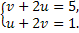 v + 2u = 5,
u + 2v = 1.